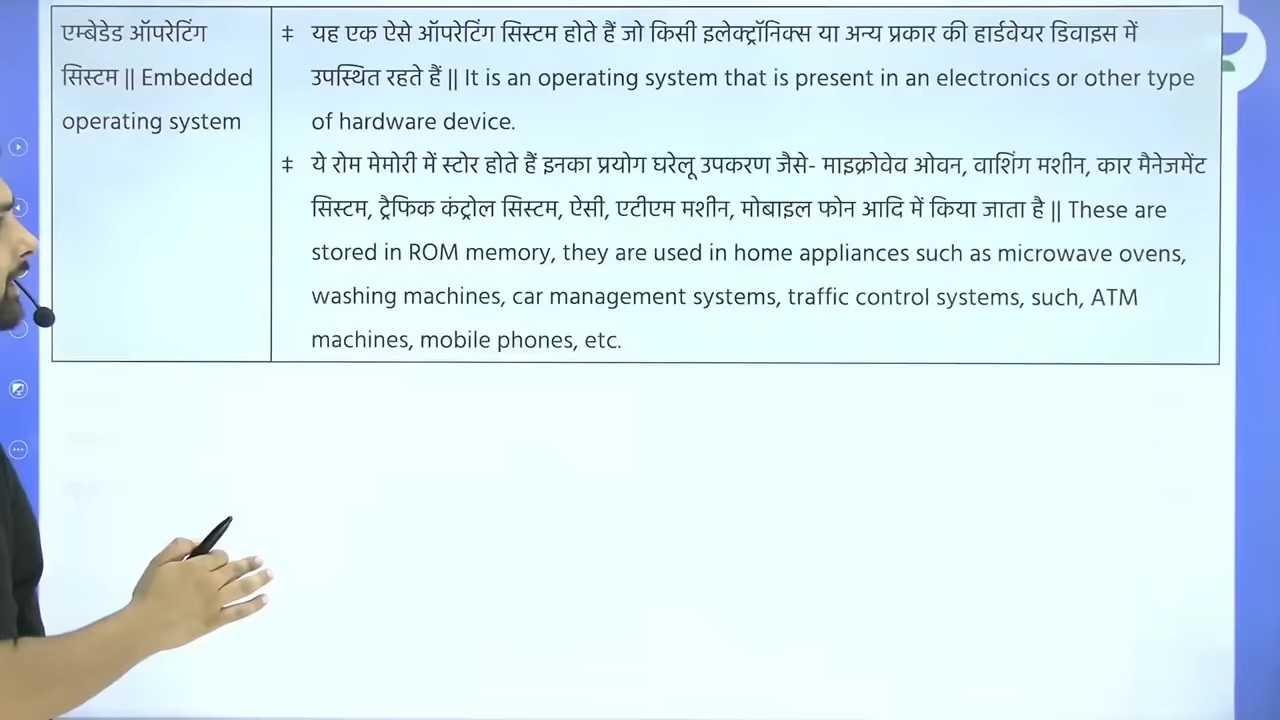 एम्बेडेड ऑपरेटिंग
सिस्टम || Embedded
operating system
‡ यह एक ऐसे ऑपरेटिंग सिस्टम होते हैं जो किसी इलेक्ट्रॉनिक्स या अन्य प्रकार की हार्डवेयर डिवाइस में
उपस्थित रहते हैं || It is an operating system that is present in an electronics or other type
of hardware device.
‡ ये रोम मेमोरी में स्टोर होते हैं इनका प्रयोग घरेलू उपकरण जैसे- माइक्रोवेव ओवन, वाशिंग मशीन, कार मैनेजमेंट
सिस्टम, ट्रैफिक कंट्रोल सिस्टम, ऐसी, एटीएम मशीन, मोबाइल फोन आदि में किया जाता है || These are
stored in ROM memory, they are used in home appliances such as microwave ovens,
washing machines, car management systems, traffic control systems, such, ATM
machines, mobile phones, etc.